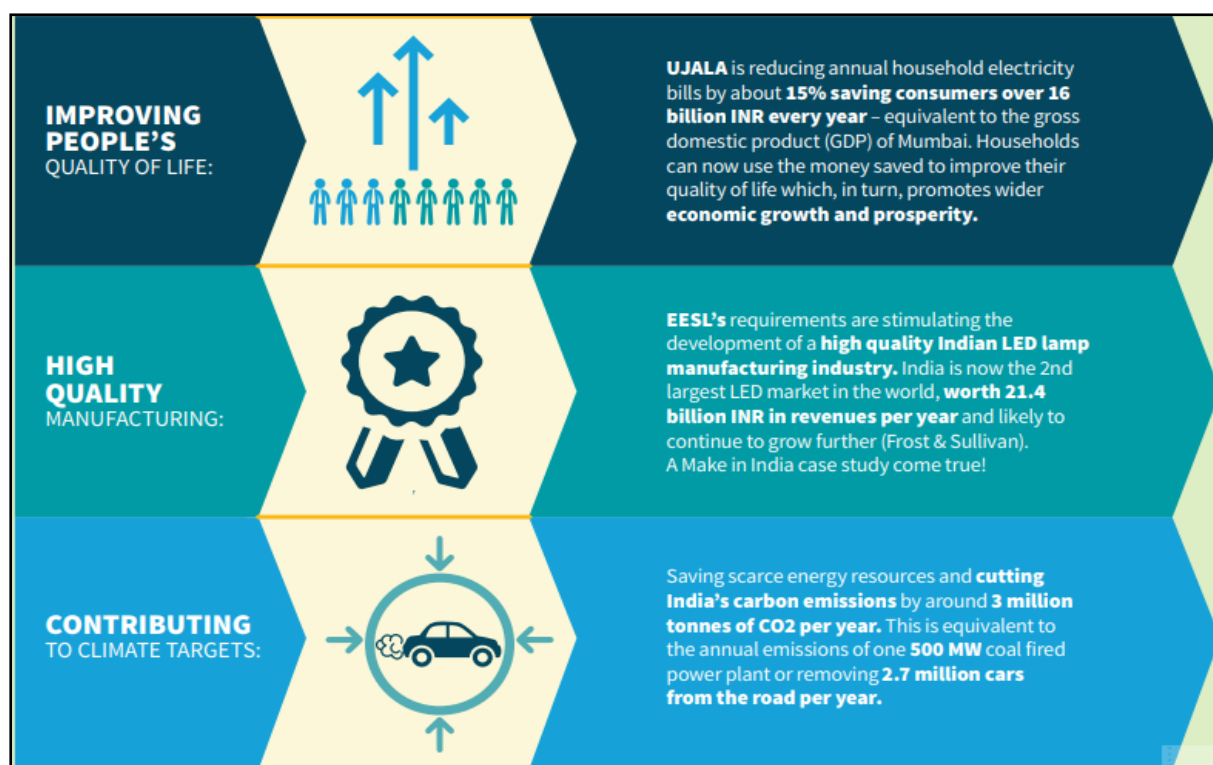 IMPROVING
PEOPLE'S
QUALITY OF LIFE:
UJALA is reducing annual household electricity
bills by about 15% saving consumers over 16
billion INR every year – equivalent to the gross
domestic product (GDP) of Mumbai. Households
can now use the money saved to improve their
quality of life which, in turn, promotes wider
economic growth and prosperity.
HIGH
QUALITY
MANUFACTURING:
EESL's requirements are stimulating the
development of a high quality Indian LED lamp
manufacturing industry. India is now the 2nd
largest LED market in the world, worth 21.4
billion INR in revenues per year and likely to
continue to grow further (Frost & Sullivan).
A Make in India case study come true!
CONTRIBUTING
TO CLIMATE TARGETS:
Saving scarce energy resources and cutting
India's carbon emissions by around 3 million
tonnes of CO2 per year. This is equivalent to
the annual emissions of one 500 MW coal fired
power plant or removing 2.7 million cars
from the road per year.